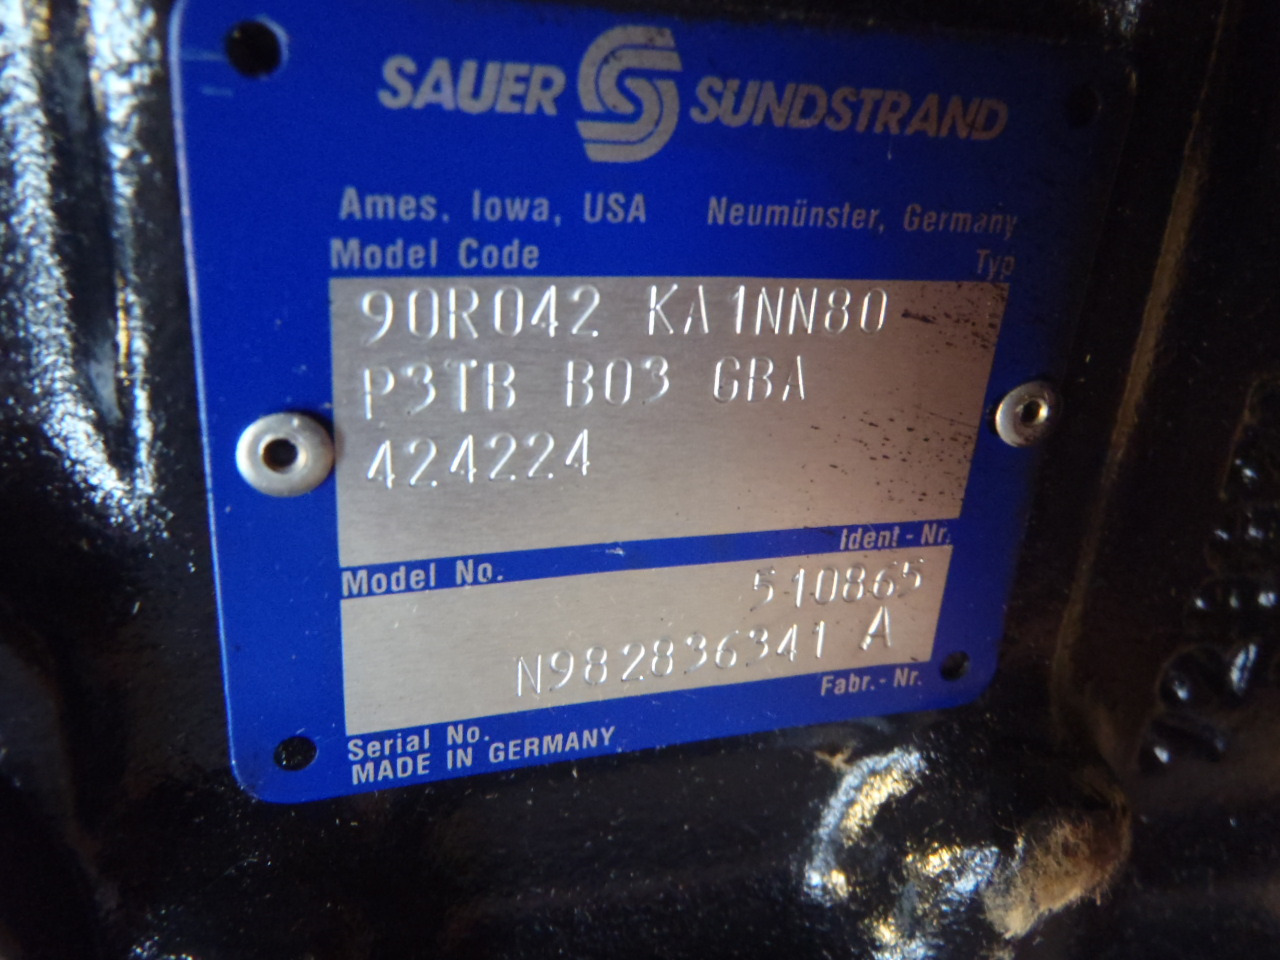 SAUER SUNDSTRAND
Ames, Iowa, USA Neumünster, Germany
Model Code Typ
90R042 KA1NN80
P3TB B03 GBA
424224
Ident - Nr.
Model No. 510865
N982836341 A
Fabr.- Nr.
Serial No.
MADE IN GERMANY